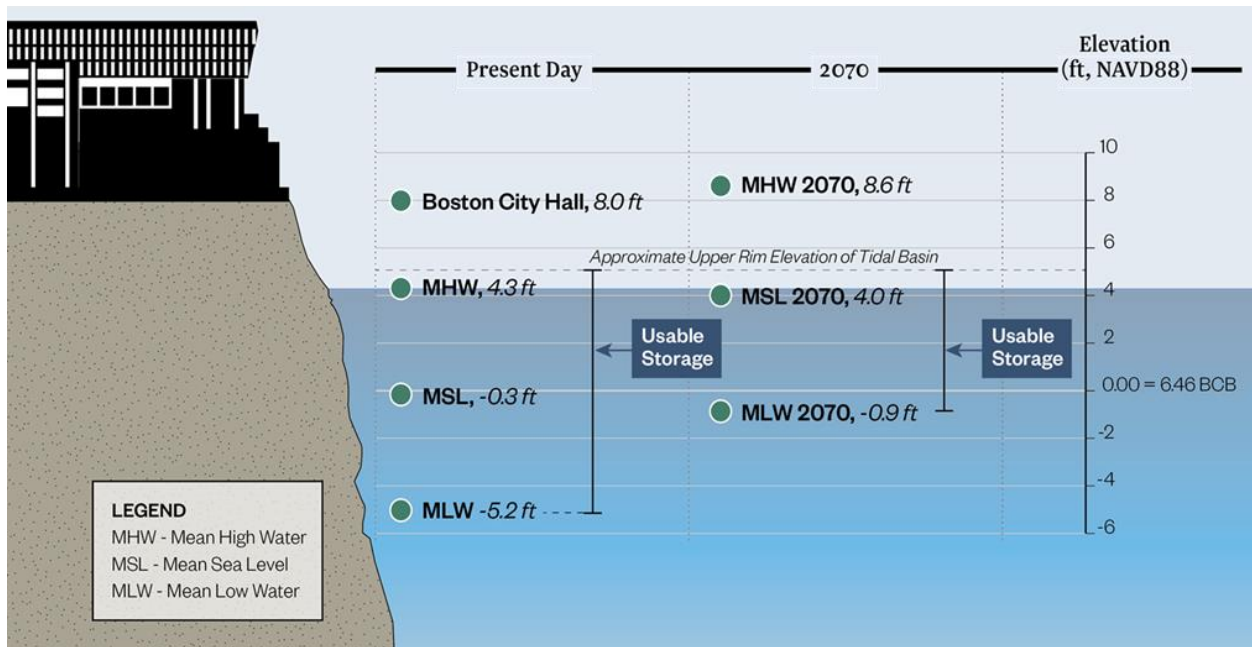 Present Day
2070
Elevation
(ft, NAVD88)
10
Boston City Hall, 8.0 ft
MHW 2070, 8.6 ft
8
6
Approximate Upper Rim Elevation of Tidal Basin
MHW, 4.3 ft
MSL 2070, 4.0 ft
4
Usable
Storage
Usable
Storage
2
MSL, -0.3 ft
0.00 = 6.46 BCB
MLW 2070, -0.9 ft
-2
-4
MLW -5.2 ft
-6
LEGEND
MHW - Mean High Water
MSL - Mean Sea Level
MLW - Mean Low Water